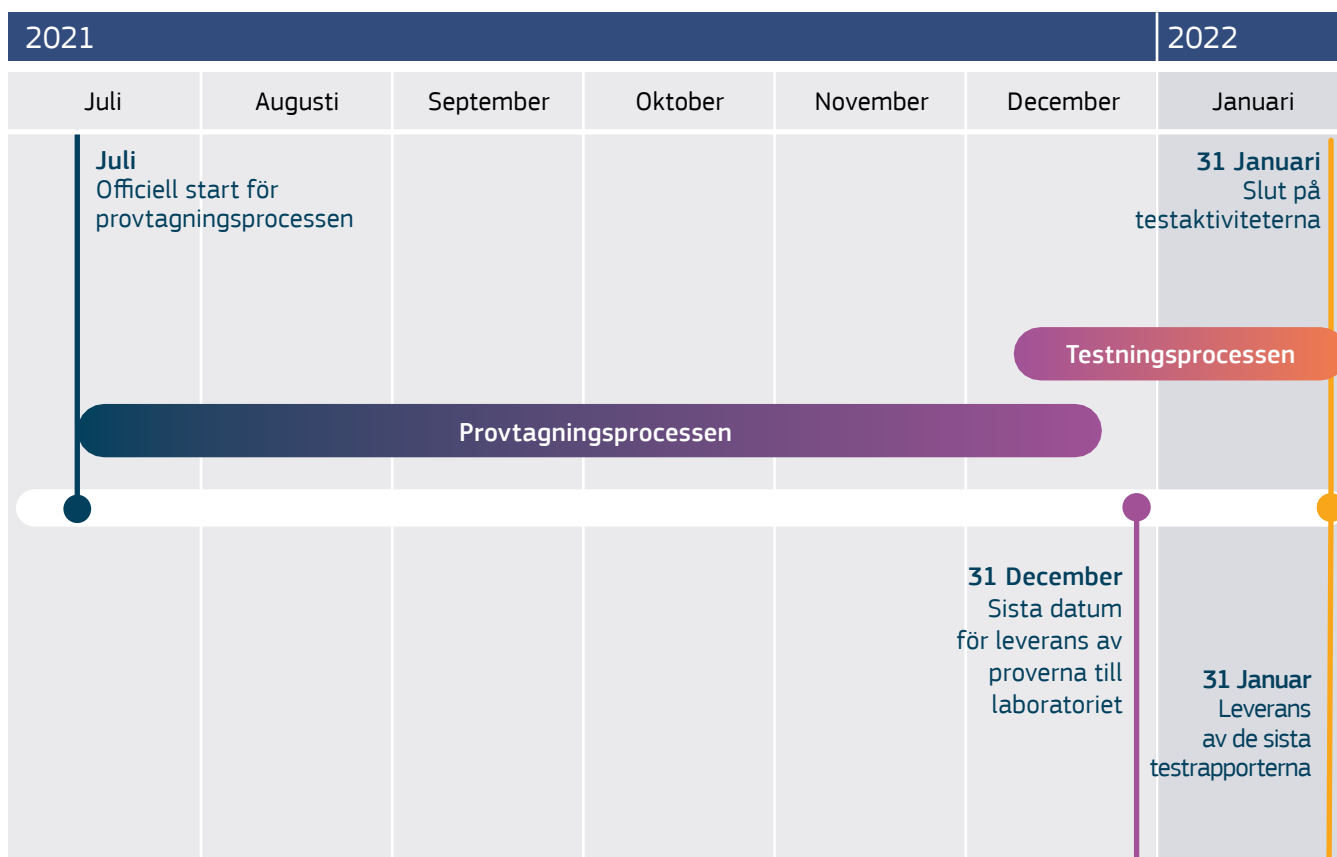 2021
2022
Juli
Augusti
September
Oktober
November
December
Januari
Juli
Officiell start för
provtagningsprocessen
31 Januari
Slut på
testaktiviteterna
Testningsprocessen
Provtagningsprocessen
31 December
Sista datum
för leverans av
proverna till
laboratoriet
31 Januar
Leverans
av de sista
testrapporterna